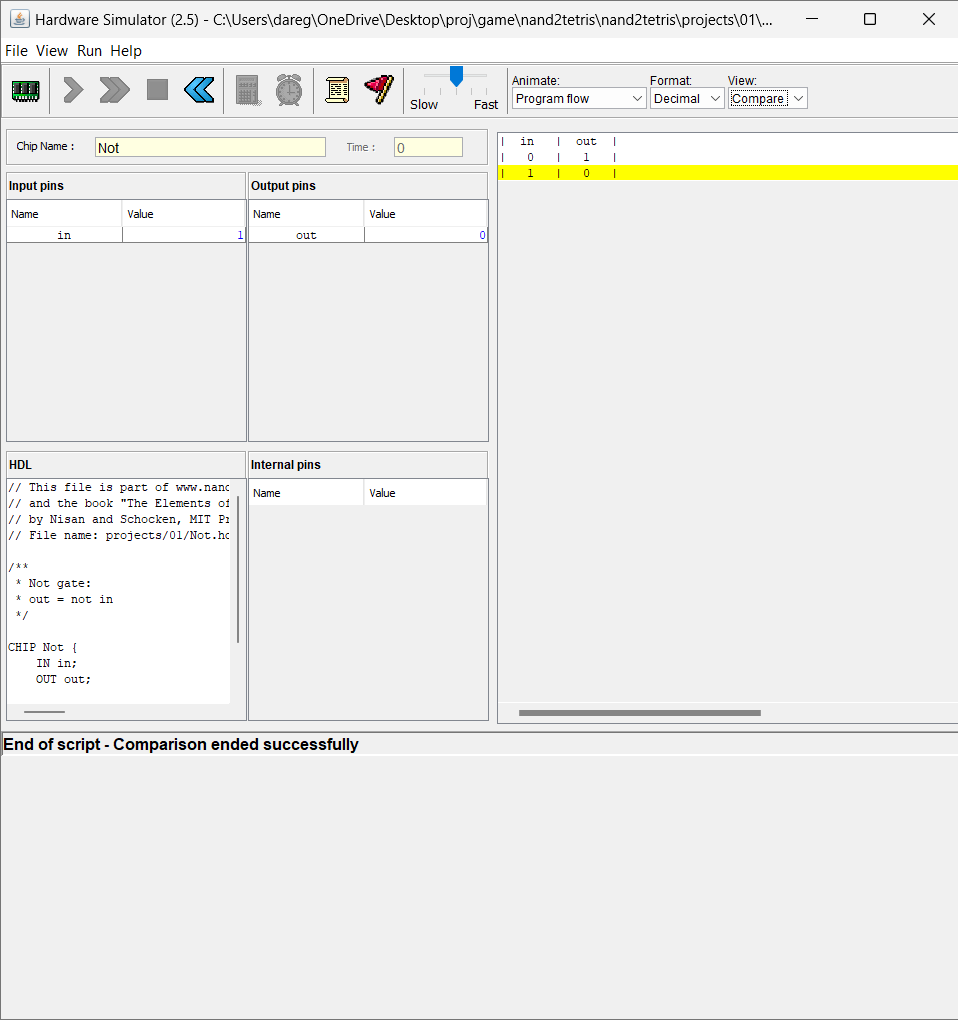 Hardware Simulator (2.5) - C:\Users\dareg\OneDrive\Desktop\proj\game\nand2tetris\nand2tetris\projects\01\...
File View Run Help
Slow Fast
Animate: Format: View:
Program flow Decimal Compare
Chip Name : Not Time : 0
Input pins Output pins
Name Value Name Value
in 1 out 0
| in | out |
| 0 | 1 |
| 1 | 0 |
HDL
// This file is part of www.nand
// and the book "The Elements of
// by Nisan and Schocken, MIT Pr
// File name: projects/01/Not.hd
/**
* Not gate:
* out = not in
*/
CHIP Not {
IN in;
OUT out;
Internal pins
Name Value
End of script - Comparison ended successfully